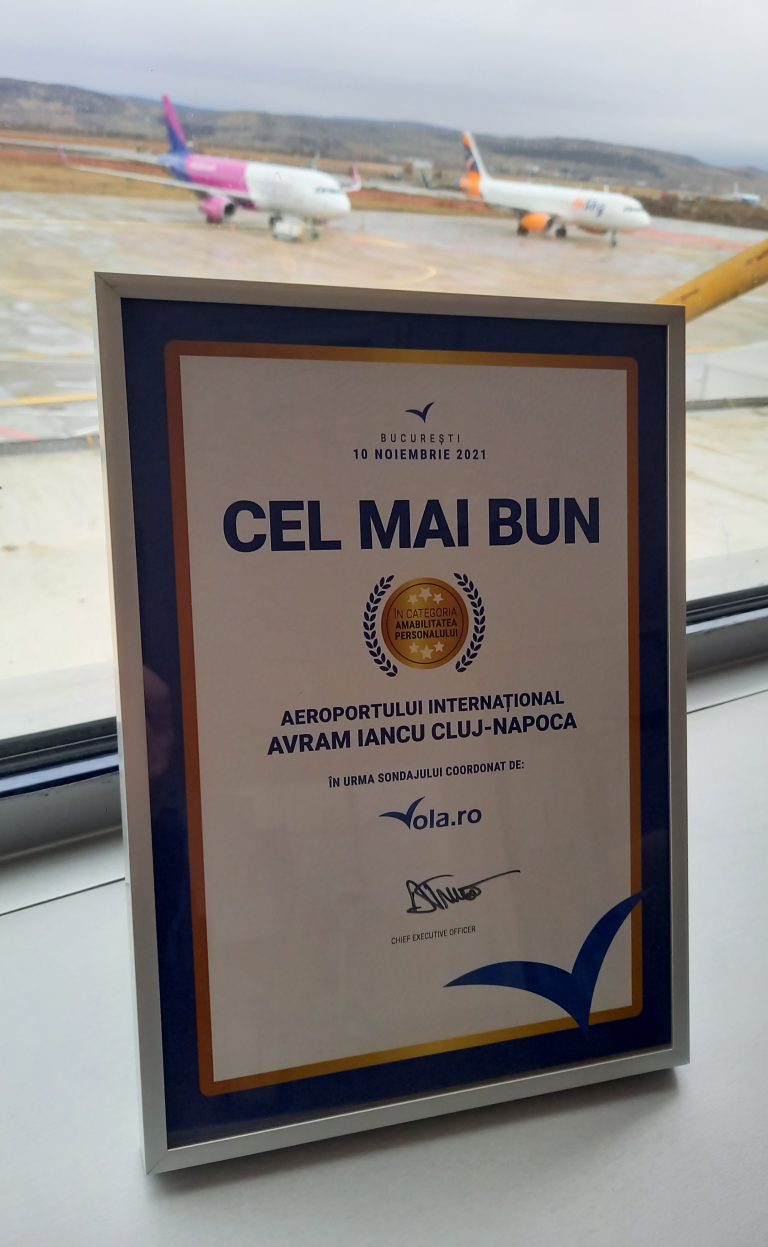 BUCUREȘTI
10 NOIEMBRIE 2021
CEL MAI BUN
ÎN CATEGORIA
AMABILITATEA
PERSONALULUI
AEROPORTULUI INTERNAȚIONAL
AVRAM IANCU CLUJ-NAPOCA
ÎN URMA SONDAJULUI COORDONAT DE:
Vola.ro
CHIEF EXECUTIVE OFFICER